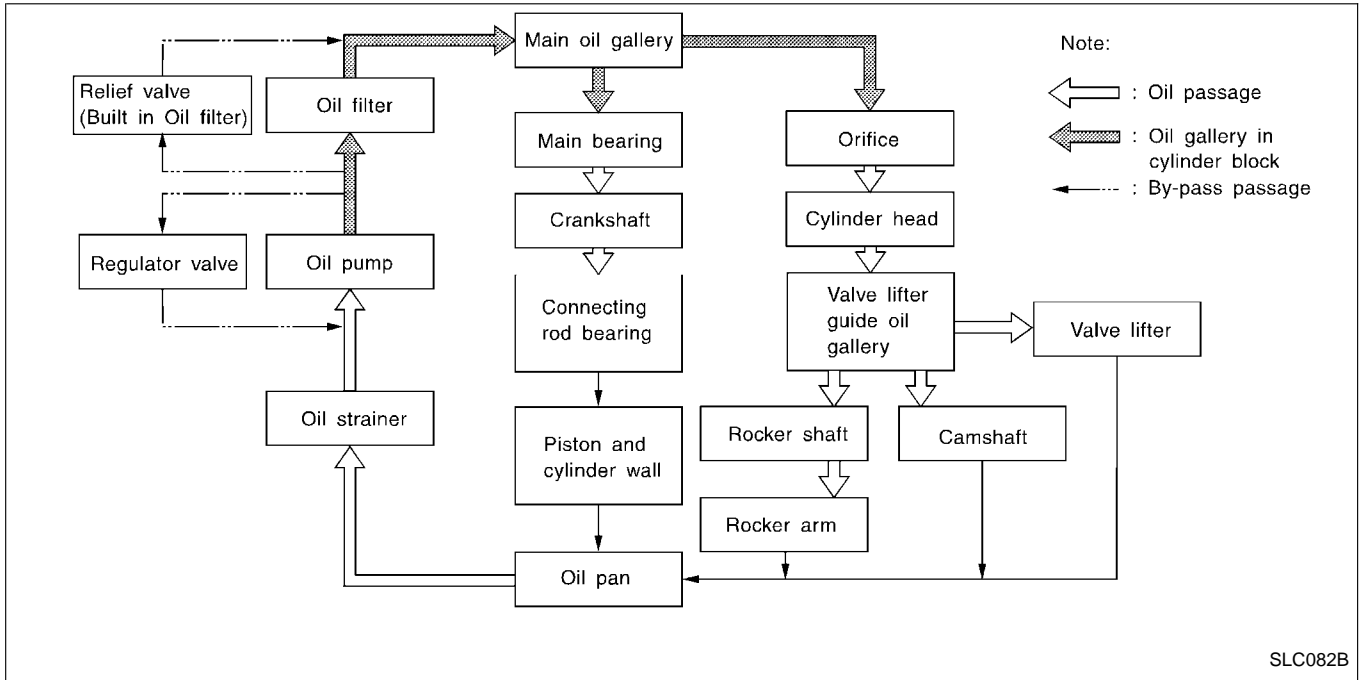 Main oil gallery
Note:
Relief valve
(Built in Oil filter)
Oil filter
: Oil passage
Main bearing
Orifice
: Oil gallery in
cylinder block
: By-pass passage
Crankshaft
Cylinder head
Regulator valve
Oil pump
Connecting
rod bearing
Valve lifter
guide oil
gallery
Valve lifter
Oil strainer
Piston and
cylinder wall
Rocker shaft
Camshaft
Rocker arm
Oil pan
SLC082B